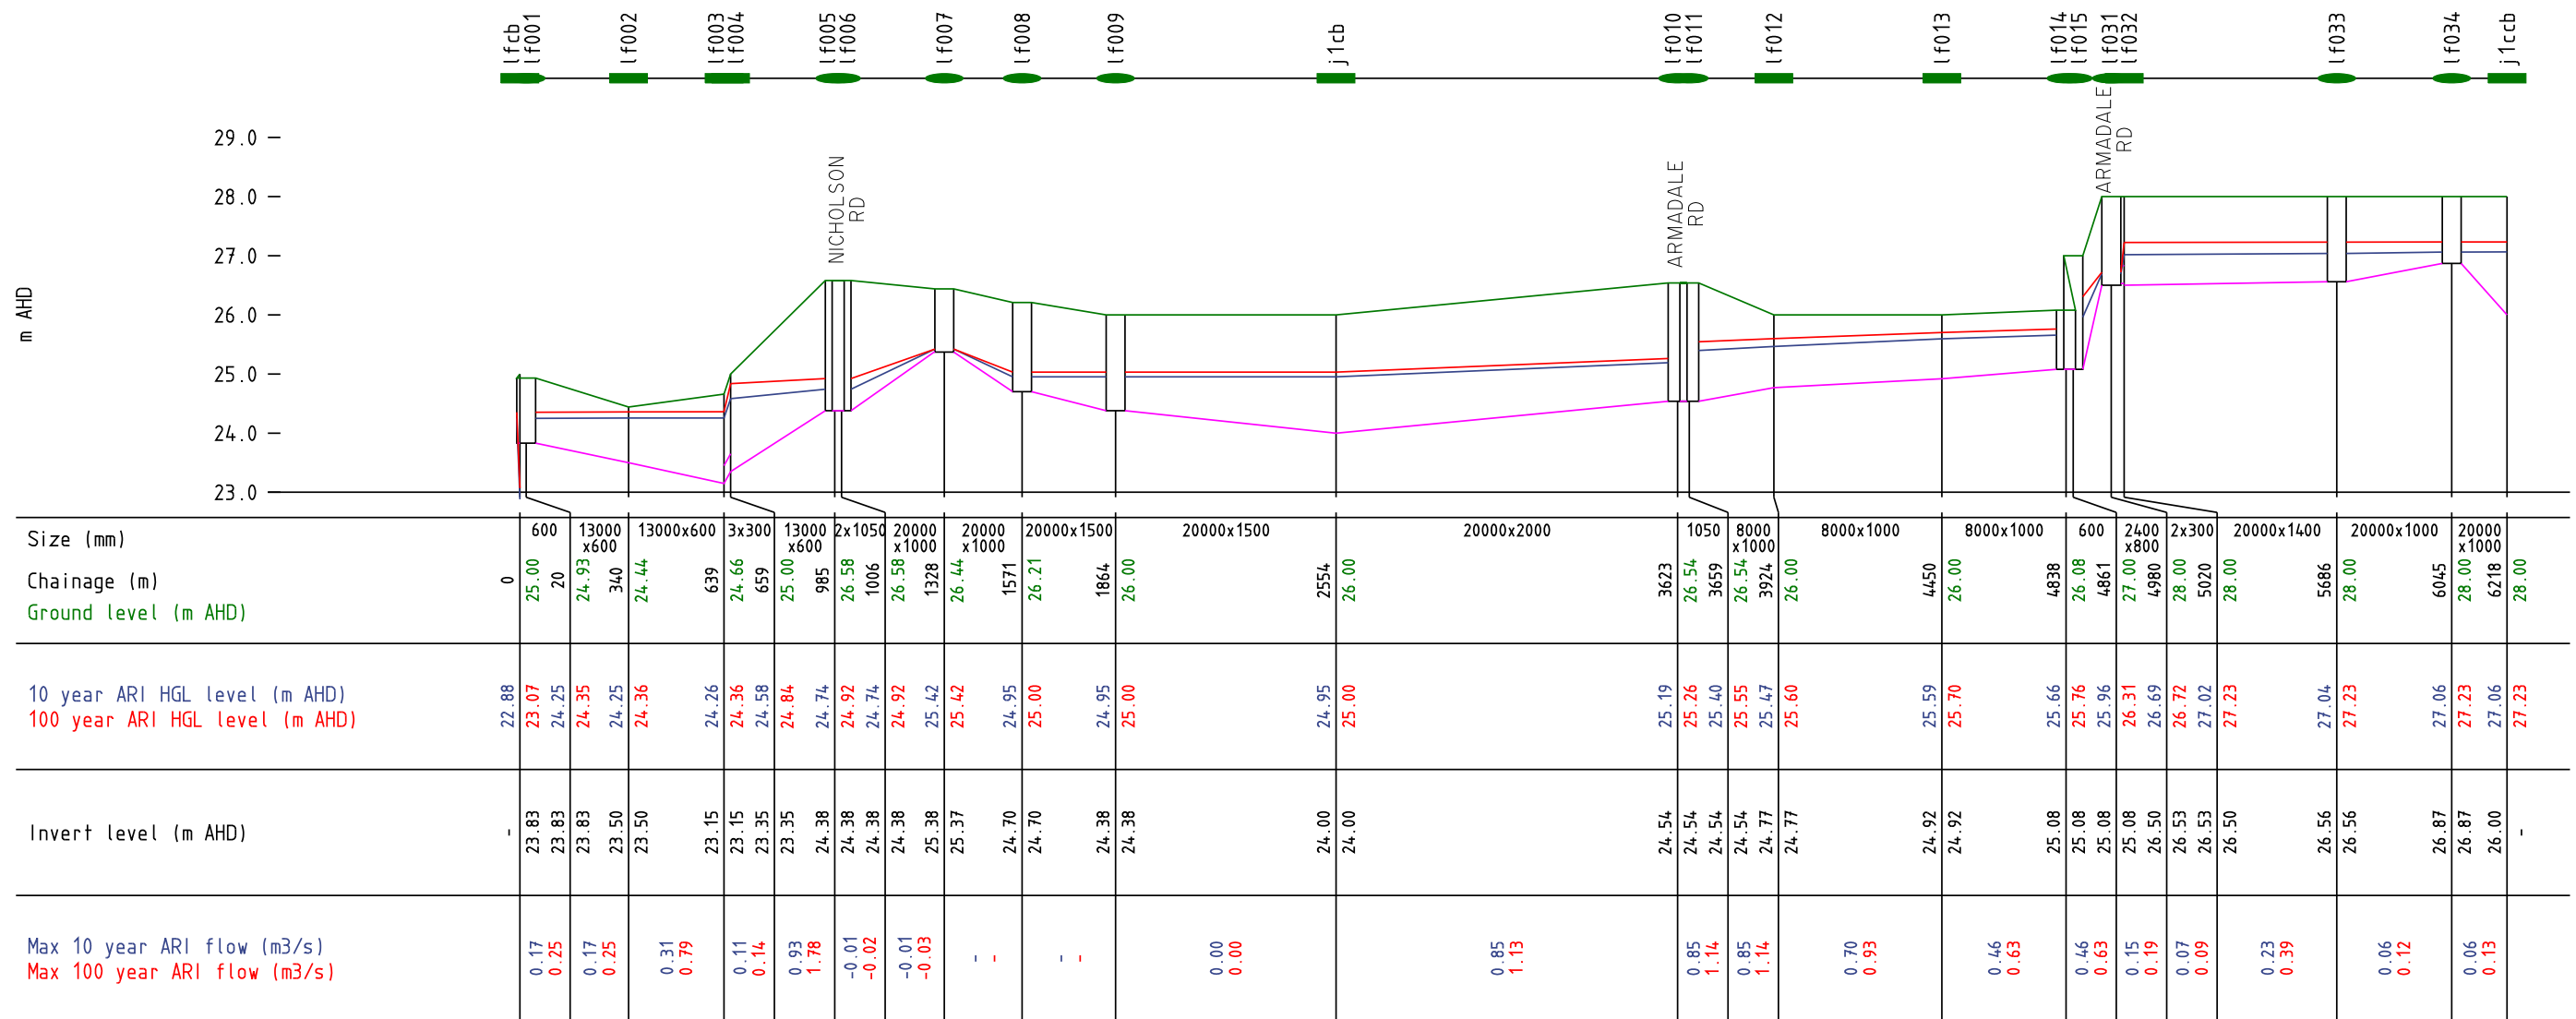 lfcb lf001 lf002 lf003 lf004 lf005 lf006 lf007 lf008 lf009 j1cb lf010 lf011 lf012 lf013 lf014 lf015 lf031 lf032 lf033 lf034 j1ccb
NICHOLSON
RD
ARMADALE
RD
ARMADALE
RD
m AHD
29.0
28.0
27.0
26.0
25.0
24.0
23.0
Size (mm)
600
13000
x600
13000x600
3x300
13000
x600
2x1050
20000
x1000
20000
x1000
20000x1500
20000x1500
20000x2000
1050
8000
x1000
8000x1000
8000x1000
600
2400
x800
2x300
20000x1400
20000x1000
20000
x1000
Chainage (m)
0 20 340 639 659 985 1006 1328 1571 1864 2554 3623 3659 3924 4450 4838 4861 4980 5020 5686 6045 6218
Ground level (m AHD)
25.00 24.93 24.44 24.66 25.00 26.58 26.58 26.44 26.21 26.00 26.00 26.54 26.54 26.00 26.00 26.08 27.00 28.00 28.00 28.00 28.00 28.00
10 year ARI HGL level (m AHD)
22.88 24.25 24.25 24.26 24.58 24.74 24.74 25.42 24.95 24.95 24.95 25.19 25.40 25.47 25.59 25.66 25.96 26.69 27.02 27.04 27.06 27.06
100 year ARI HGL level (m AHD)
23.07 24.35 24.36 24.36 24.84 24.92 24.92 25.42 25.00 25.00 25.00 25.26 25.55 25.60 25.70 25.76 26.31 26.72 27.23 27.23 27.23 27.23
Invert level (m AHD)
- 23.83 23.83 23.83 23.50 23.50 23.15 23.15 23.35 23.35 24.38 24.38 24.38 24.38 25.38 25.37 24.70 24.70 24.38 24.38 24.00 24.00 24.54 24.54 24.54 24.54 24.77 24.77 24.92 24.92 25.08 25.08 25.08 25.08 26.50 26.53 26.53 26.50 26.56 26.56 26.87 26.87 26.00 -
Max 10 year ARI flow (m3/s)
0.17 0.17 0.31 0.11 0.93 -0.01 -0.01 - - 0.00 0.85 0.85 0.85 0.70 0.46 0.46 0.15 0.07 0.23 0.06 0.06
Max 100 year ARI flow (m3/s)
0.25 0.25 0.79 0.14 1.78 -0.02 -0.03 - - 0.00 1.13 1.14 1.14 0.93 0.63 0.63 0.19 0.09 0.39 0.12 0.13